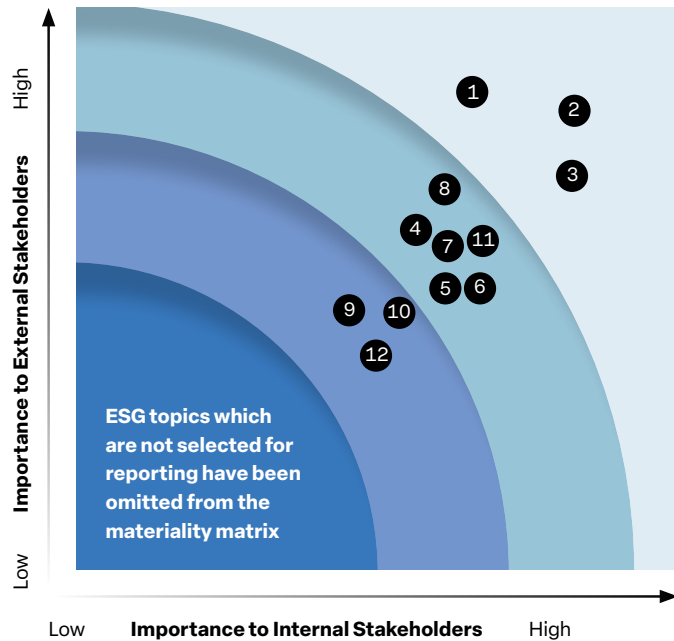 High
Importance to External Stakeholders
Low
1
2
3
8
4
7
11
5
6
9
10
12
ESG topics which
are not selected for
reporting have been
omitted from the
materiality matrix
Low Importance to Internal Stakeholders High